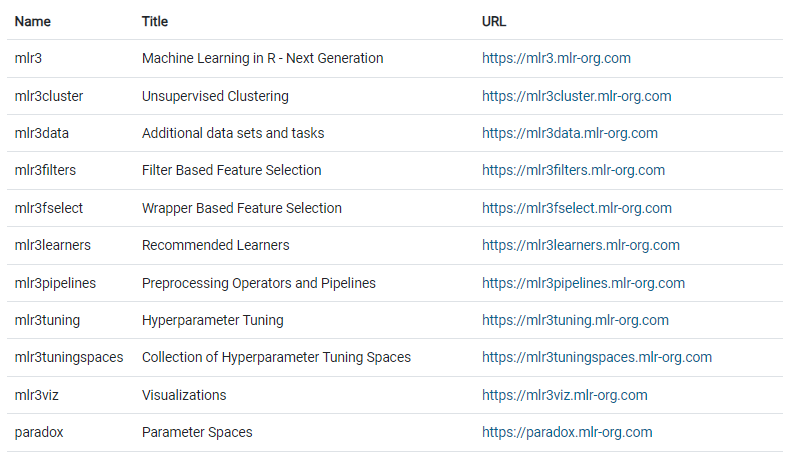 Name Title URL
mlr3 Machine Learning in R - Next Generation https://mlr3.mlr-org.com
mlr3cluster Unsupervised Clustering https://mlr3cluster.mlr-org.com
mlr3data Additional data sets and tasks https://mlr3data.mlr-org.com
mlr3filters Filter Based Feature Selection https://mlr3filters.mlr-org.com
mlr3fselect Wrapper Based Feature Selection https://mlr3fselect.mlr-org.com
mlr3learners Recommended Learners https://mlr3learners.mlr-org.com
mlr3pipelines Preprocessing Operators and Pipelines https://mlr3pipelines.mlr-org.com
mlr3tuning Hyperparameter Tuning https://mlr3tuning.mlr-org.com
mlr3tuningspaces Collection of Hyperparameter Tuning Spaces https://mlr3tuningspaces.mlr-org.com
mlr3viz Visualizations https://mlr3viz.mlr-org.com
paradox Parameter Spaces https://paradox.mlr-org.com